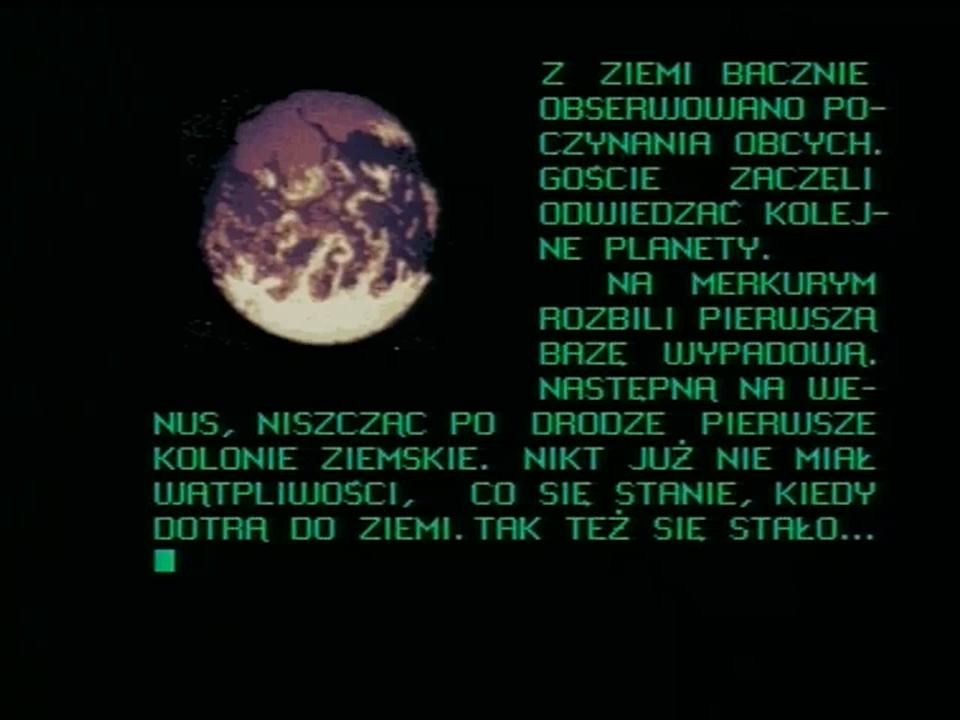 Z ZIEMI BACZNIE
OBSERWOWANO PO-
CZYNANIA OBCYCH.
GOŚCIE ZACZĘLI
ODWIEDZAĆ KOLEJ-
NE PLANETY.
NA MERKURYM
ROZBILI PIERWSZĄ
BAZĘ WYPADOWĄ.
NASTĘPNĄ NA WE-
NUS, NISZCZĄC PO DRODZE PIERWSZE
KOLONIE ZIEMSKIE. NIKT JUŻ NIE MIAŁ
WĄTPLIWOŚCI, CO SIĘ STANIE, KIEDY
DOTRĄ DO ZIEMI. TAK TEŻ SIĘ STAŁO...